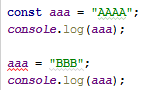 const aaa = "AAAA";
console.log(aaa);
aaa = "BBB";
console.log(aaa);